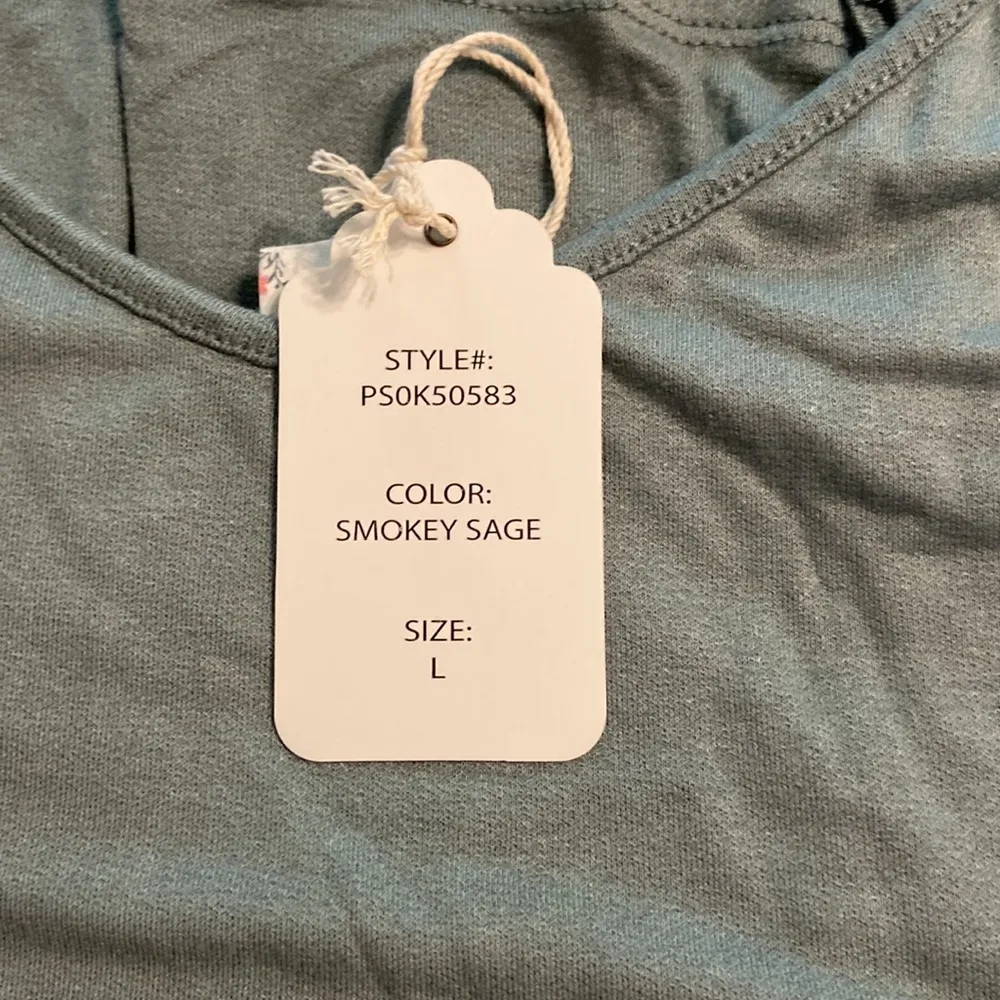 STYLE#:
PS0K50583
COLOR:
SMOKEY SAGE
SIZE:
L